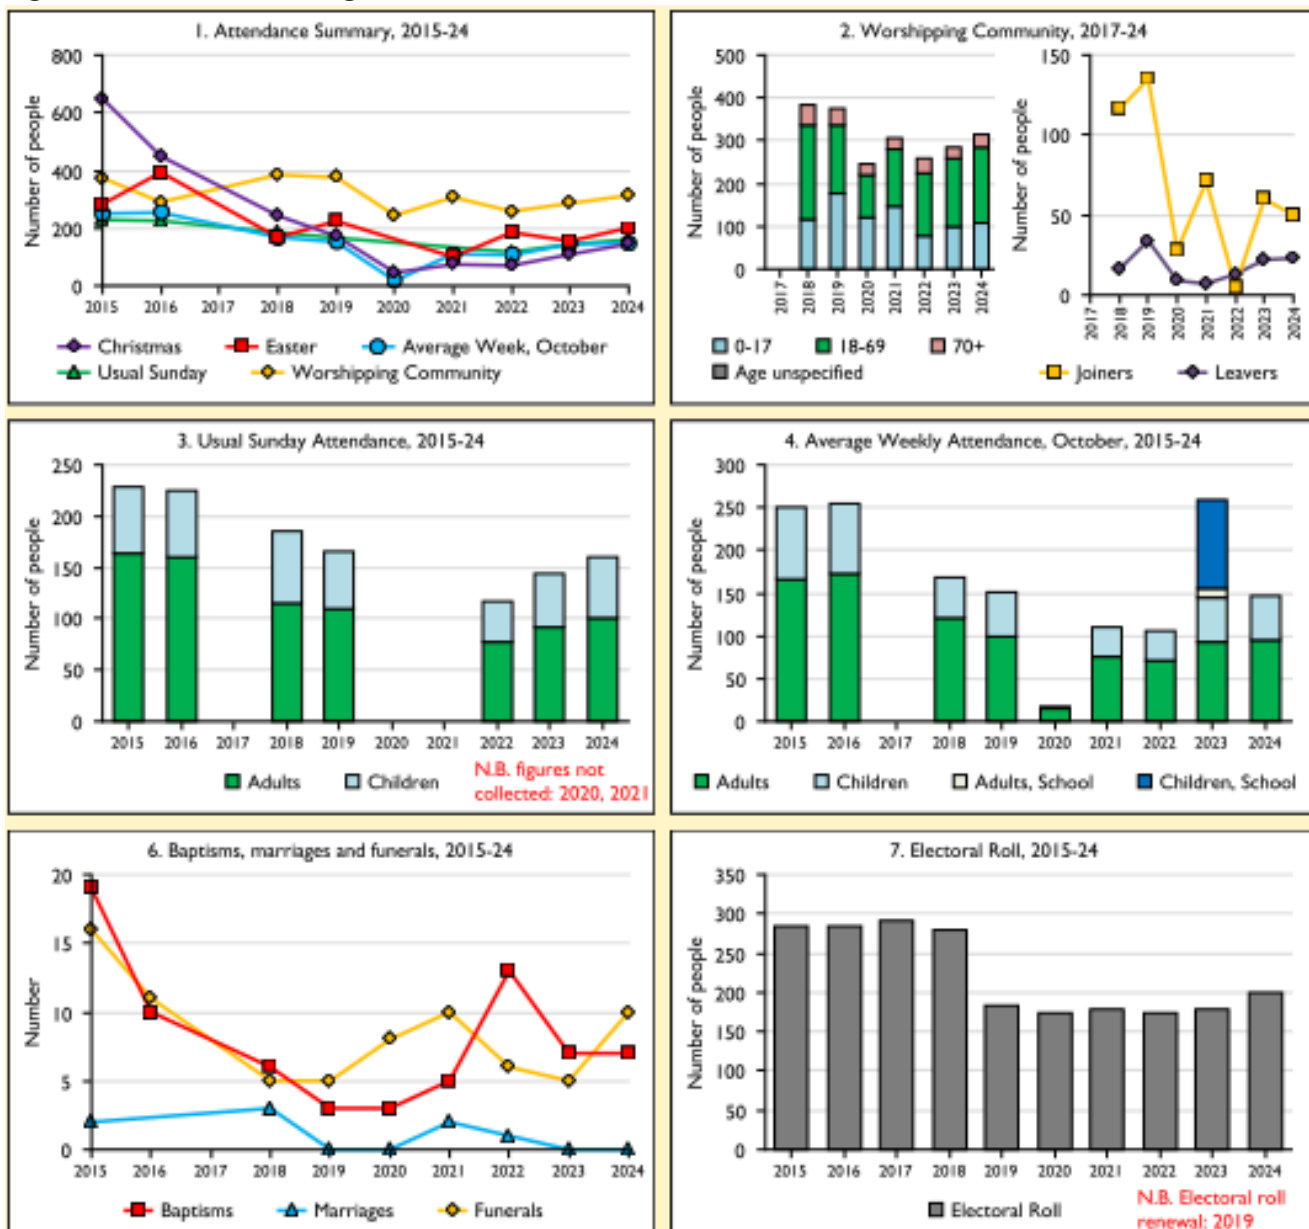 1. Attendance Summary, 2015-24
Number of people
800
600
400
200
0
2015 2016 2017 2018 2019 2020 2021 2022 2023 2024
Christmas Easter Average Week, October
Usual Sunday Worshipping Community
2. Worshipping Community, 2017-24
Number of people
500
400
300
200
100
0
2017 2018 2019 2020 2021 2022 2023 2024
0-17 18-69 70+
Age unspecified
Number of people
150
100
50
0
2017 2018 2019 2020 2021 2022 2023 2024
Joiners Leavers
3. Usual Sunday Attendance, 2015-24
Number of people
250
200
150
100
50
0
2015 2016 2017 2018 2019 2020 2021 2022 2023 2024
Adults Children
N.B. figures not
collected: 2020, 2021
4. Average Weekly Attendance, October, 2015-24
Number of people
300
250
200
150
100
50
0
2015 2016 2017 2018 2019 2020 2021 2022 2023 2024
Adults Children Adults, School Children, School
6. Baptisms, marriages and funerals, 2015-24
Number
20
15
10
5
0
2015 2016 2017 2018 2019 2020 2021 2022 2023 2024
Baptisms Marriages Funerals
7. Electoral Roll, 2015-24
Number of people
350
300
250
200
150
100
50
0
2015 2016 2017 2018 2019 2020 2021 2022 2023 2024
Electoral Roll
N.B. Electoral roll
renewal: 2019